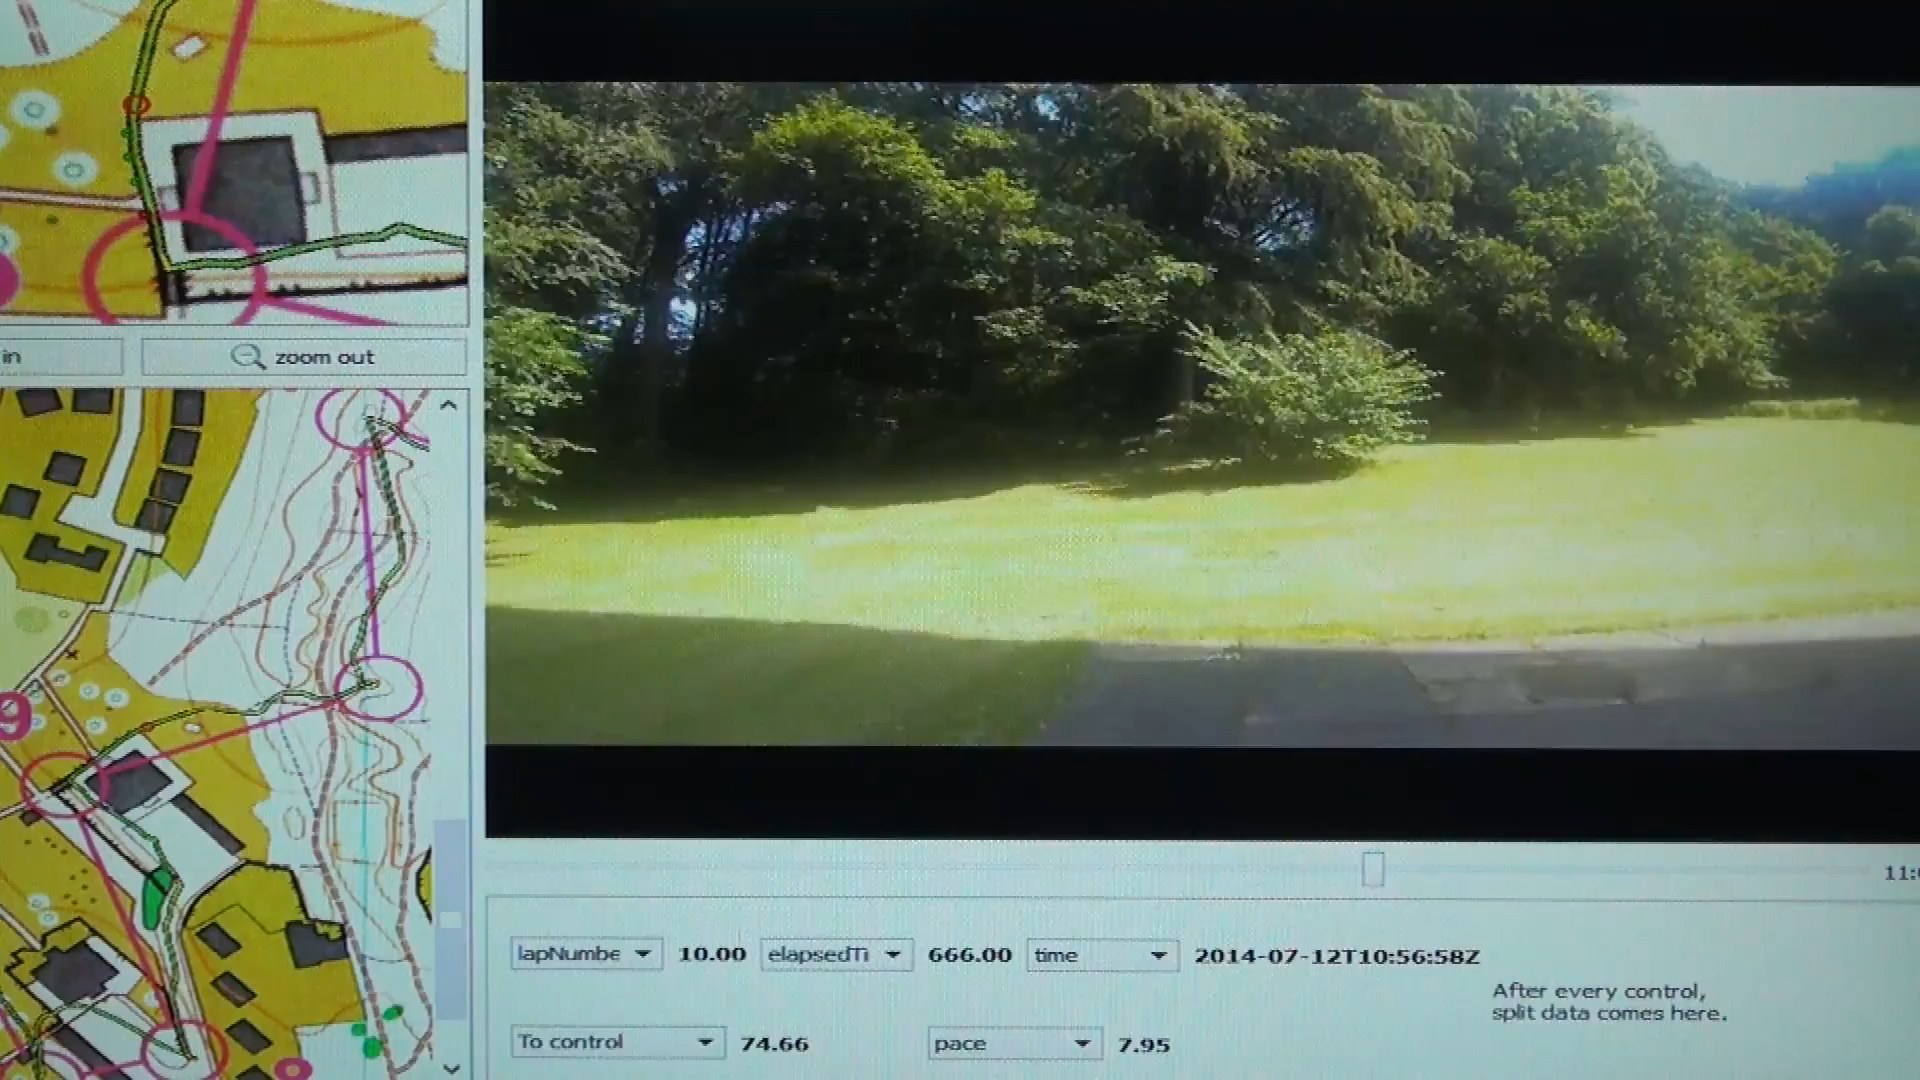 in
zoom out
9
11:
lapNumbe 10.00 elapsedTi 666.00 time 2014-07-12T10:56:58Z
After every control,
split data comes here.
To control 74.66 pace 7.95